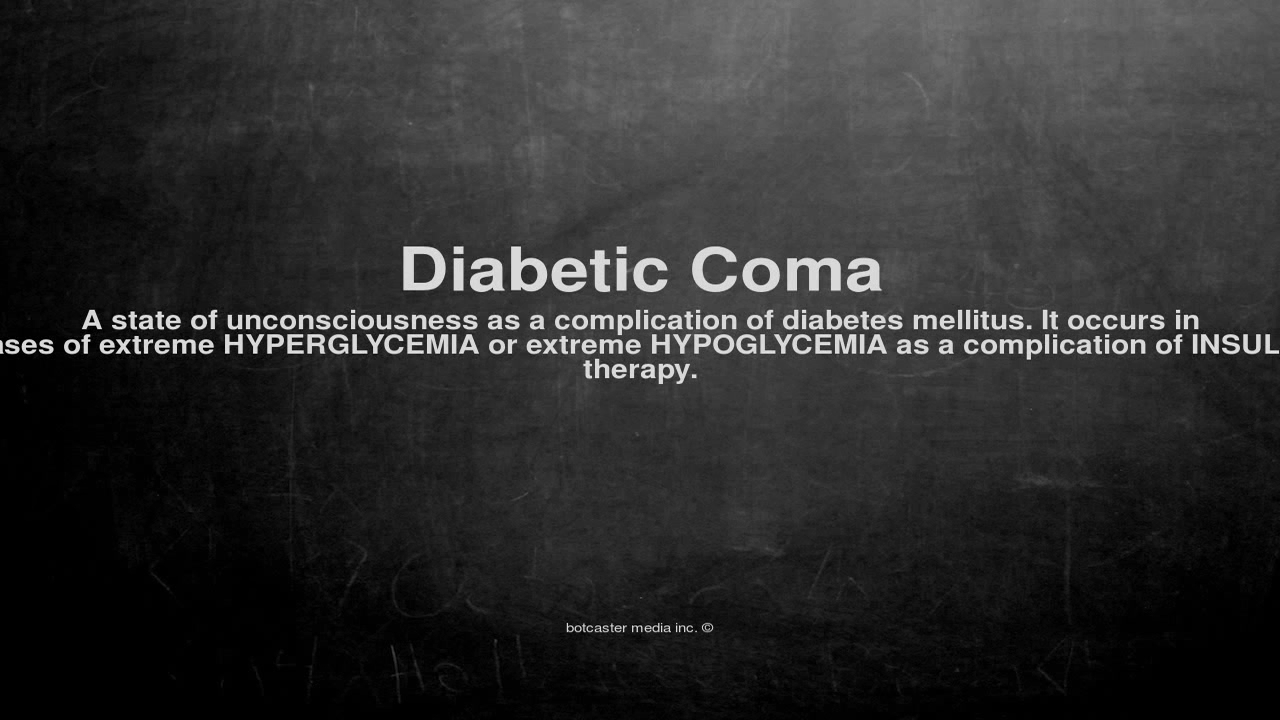 Diabetic Coma
A state of unconsciousness as a complication of diabetes mellitus. It occurs in
ases of extreme HYPERGLYCEMIA or extreme HYPOGLYCEMIA as a complication of INSUL
therapy.
botcaster media inc. ©